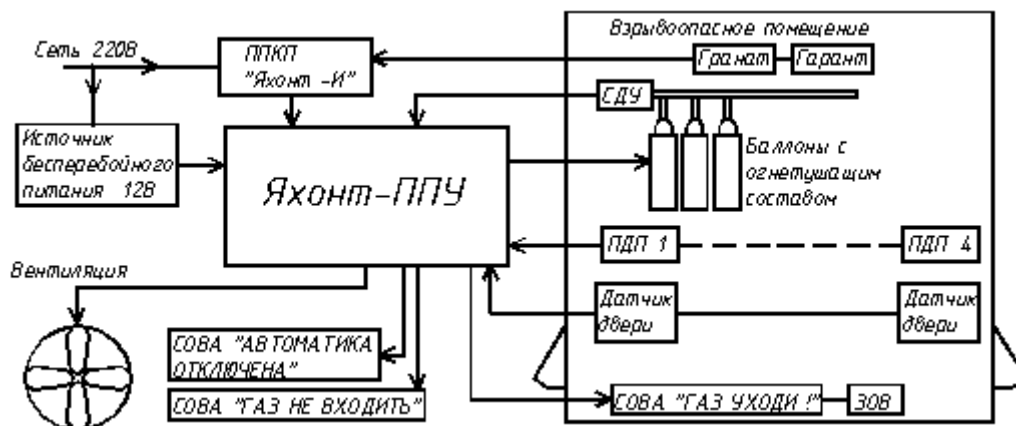 Сеть 220В
ППКП
"Яхонт -И"
Взрывоопасное помещение
Гранат
Гарант
СДУ
Источник
бесперебойного
питания 12В
Яхонт-ППУ
Баллоны с
огнетушащим
составом
ПДП 1
ПДП 4
Вентиляция
Датчик
двери
Датчик
двери
СОВА "АВТОМАТИКА
ОТКЛЮЧЕНА"
СОВА "ГАЗ НЕ ВХОДИТЬ"
СОВА "ГАЗ УХОДИ !"
ЗОВ